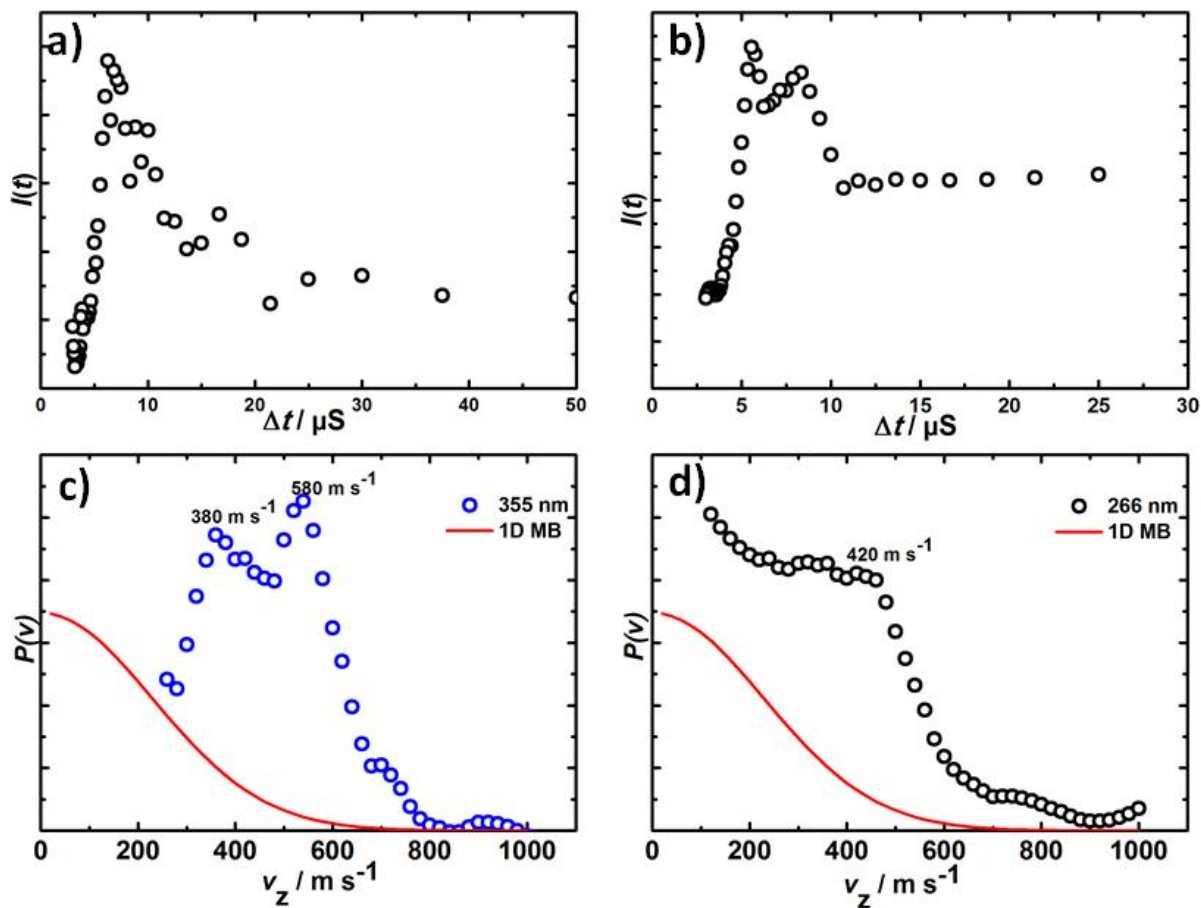 a)
I(t)
0 10 20 30 40 50
Δt / μS
b)
I(t)
0 5 10 15 20 25 30
Δt / μS
c)
380 m s⁻¹
580 m s⁻¹
355 nm
1D MB
P(v)
0 200 400 600 800 1000
v_z / m s⁻¹
d)
420 m s⁻¹
266 nm
1D MB
P(v)
0 200 400 600 800 1000
v_z / m s⁻¹